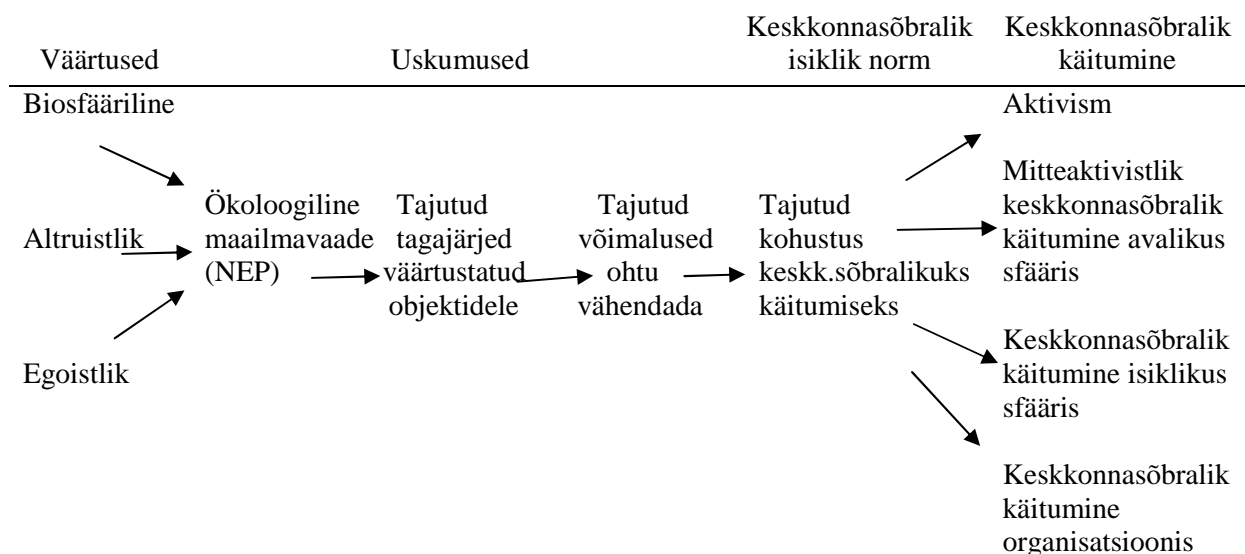 Väärtused
Uskumused
Keskkonnasõbralik
isiklik norm
Keskkonnasõbralik
käitumine
Biosfääriline
Altruistlik
Egoistlik
Ökoloogiline
maailmavaade
(NEP)
Tajutud
tagajärjed
väärtustatud
objektidele
Tajutud
võimalused
ohtu
vähendada
Tajutud
kohustus
keskk.sõbralikuks
käitumiseks
Aktivism
Mitteaktivistlik
keskkonnasõbralik
käitumine avalikus
sfääris
Keskkonnasõbralik
käitumine isiklikus
sfääris
Keskkonnasõbralik
käitumine
organisatsioonis